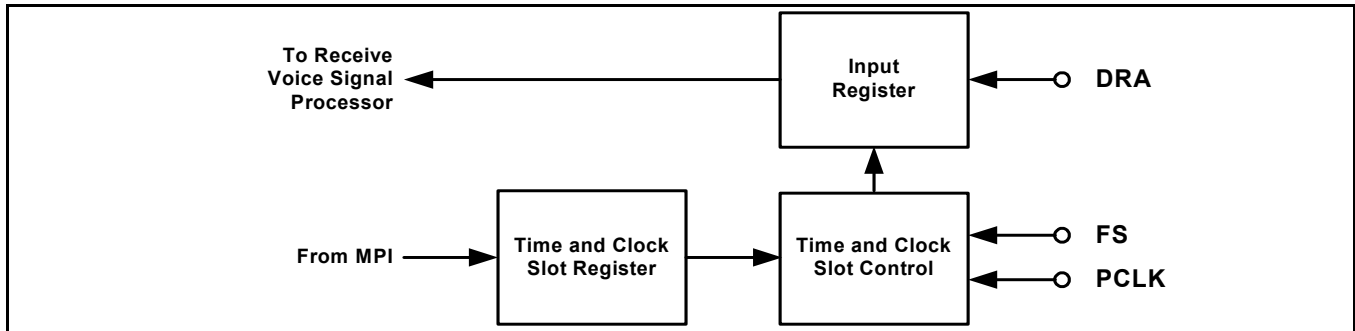 To Receive
Voice Signal
Processor
Input
Register
DRA
From MPI
Time and Clock
Slot Register
Time and Clock
Slot Control
FS
PCLK